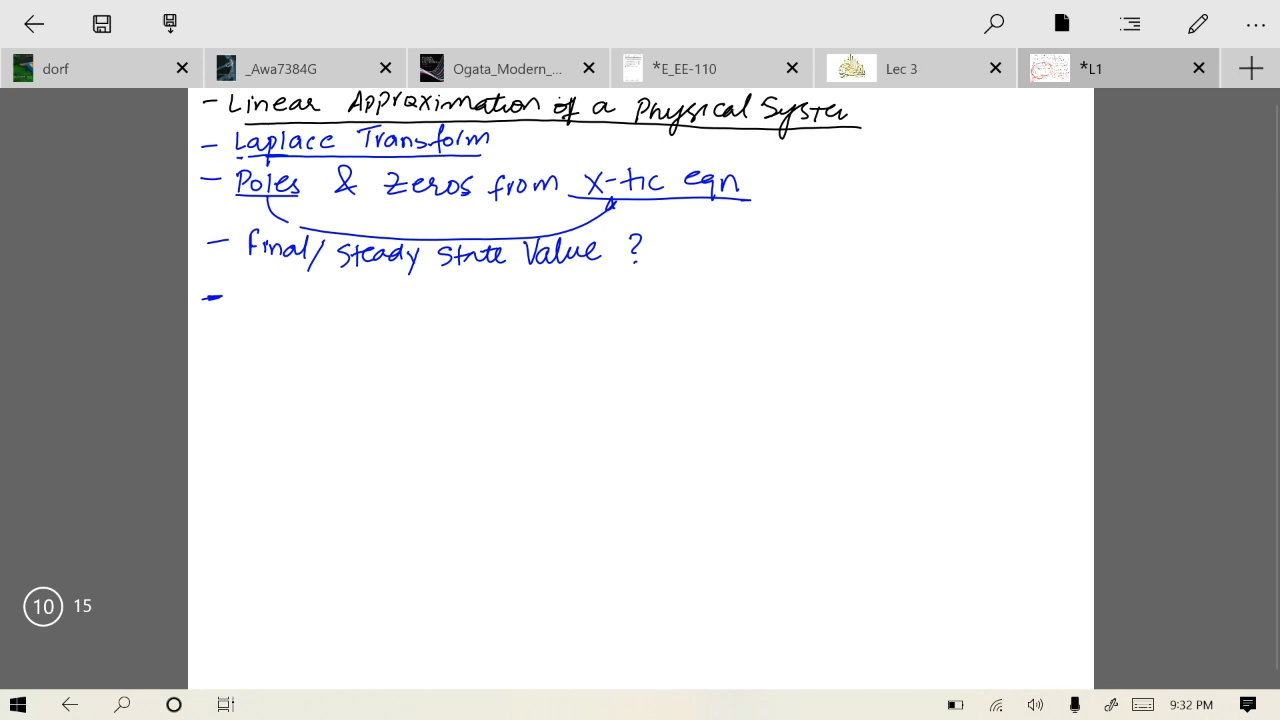 dorf
_Awa7384G
Ogata_Modern_...
*E_EE-110
Lec 3
*L1
- Linear Approximation of a Physical System
- Laplace Transform
- Poles & Zeros from X-tic eqn
- Final/ Steady State Value ?
-
10 15
9:32 PM